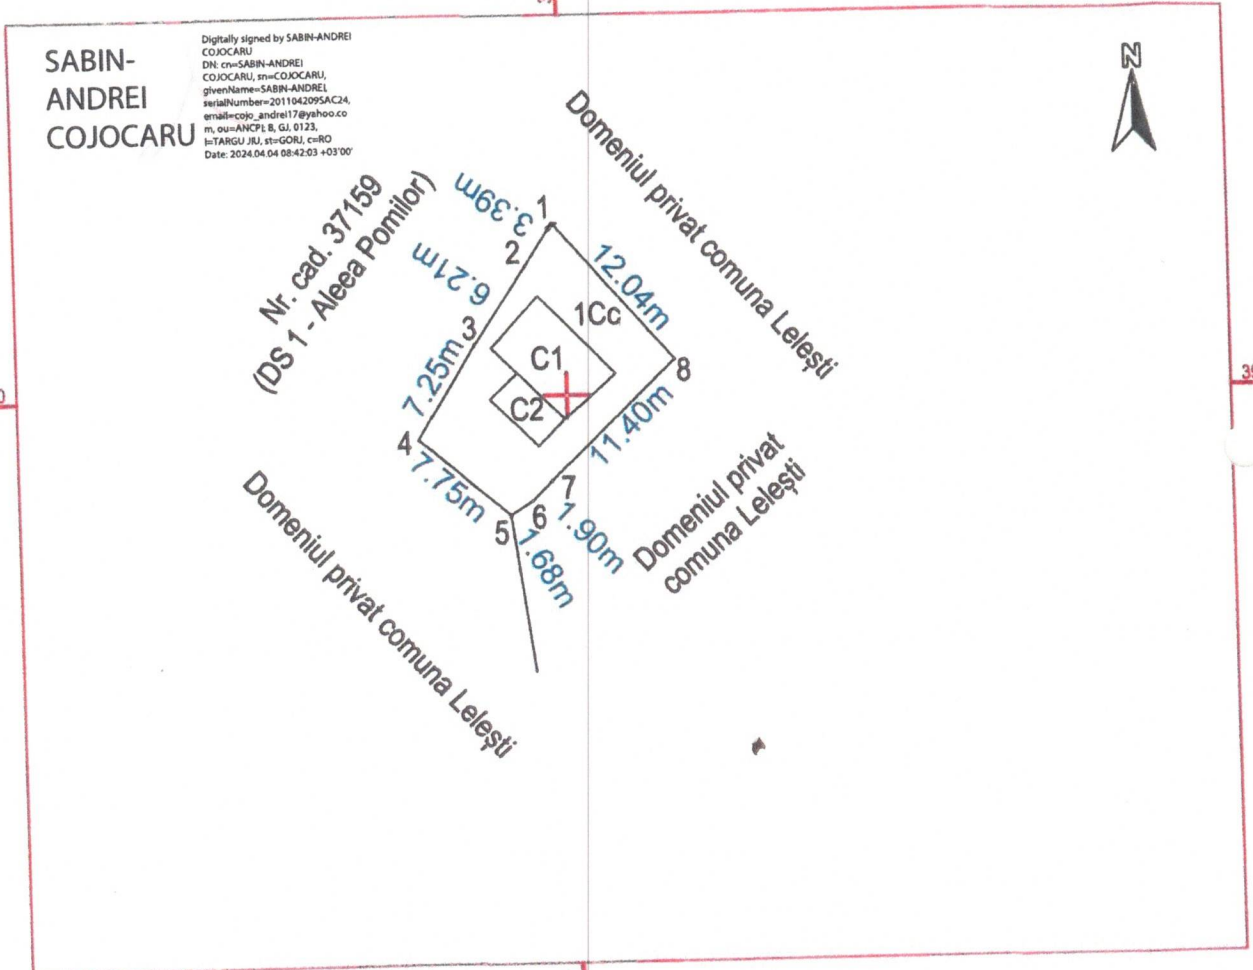 SABIN-
ANDREI
COJOCARU
Digitally signed by SABIN-ANDREI
COJOCARU
DN: cn=SABIN-ANDREI
COJOCARU, sn=COJOCARU,
givenName=SABIN-ANDREI,
serialNumber=201104209SAC24,
email=cojo_andrei17@yahoo.co
m, ou=ANCPI; B, GJ, 0123,
l=TARGU JIU, st=GORJ, c=RO
Date: 2024.04.04 08:42:03 +03'00'
N
Domeniul privat comuna Lelești
Nr. cad. 37159
(DS 1 - Aleea Pomilor)
3.39m
1
2
6.21m
12.04m
3
1Cc
7.25m
C1
8
C2
11.40m
4
7.75m
7
6
5
1.90m
1.68m
Domeniul privat
comuna Lelești
Domeniul privat comuna Lelești